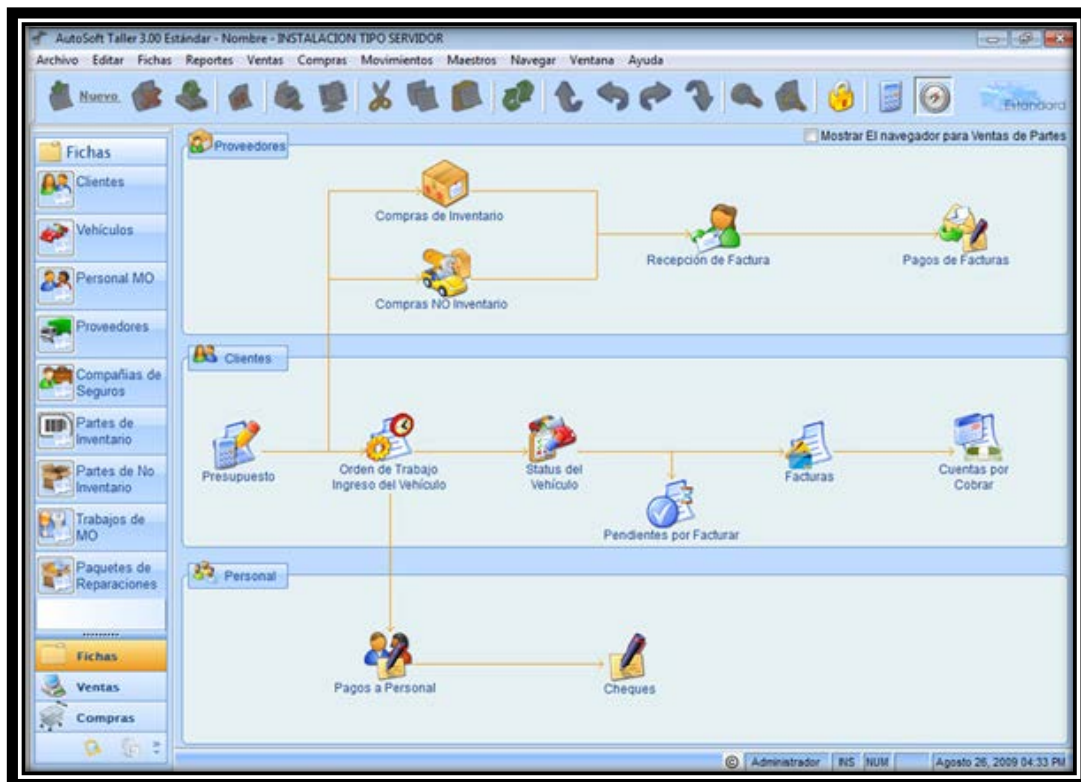 AutoSoft Taller 3.00 Estándar - Nombre - INSTALACION TIPO SERVIDOR
Archivo Editar Fichas Reportes Ventas Compras Movimientos Maestros Navegar Ventana Ayuda
Nuevo
Estandard
Mostrar El navegador para Ventas de Partes
Fichas
Clientes
Vehículos
Personal MO
Proveedores
Compañias de
Seguros
Partes de
Inventario
Partes de No
Inventario
Trabajos de
MO
Paquetes de
Reparaciones
Fichas
Ventas
Compras
Proveedores
Compras de Inventario
Compras NO Inventario
Recepción de Factura
Pagos de Facturas
Clientes
Presupuesto
Orden de Trabajo
Ingreso del Vehículo
Status del
Vehículo
Pendientes por Facturar
Facturas
Cuentas por
Cobrar
Personal
Pagos a Personal
Cheques
© Administrador INS NUM Agosto 26, 2009 04:33 PM